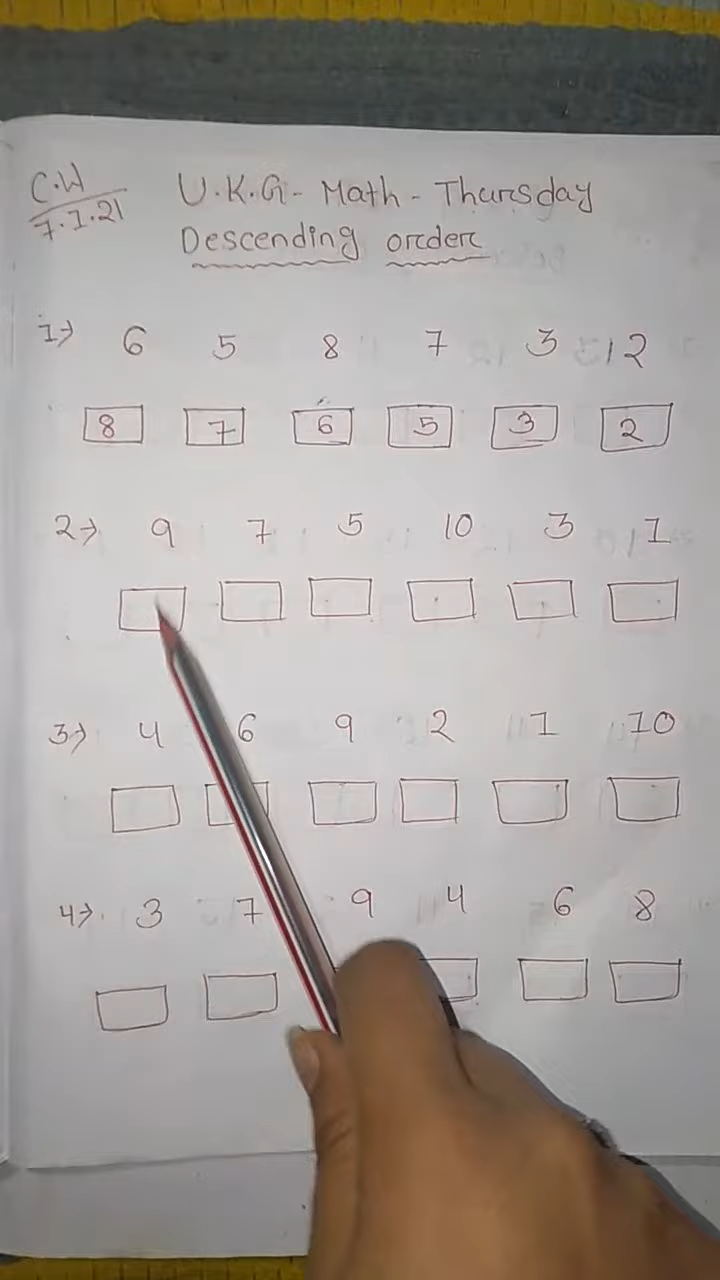 C.W U.K.G- Math - Thursday
7.1.21 Descending order
1) 6 5 8 7 3 2
8 7 6 5 3 2
2) 9 7 5 10 3 1
3) 4 6 9 2 1 10
4) 3 7 9 4 6 8